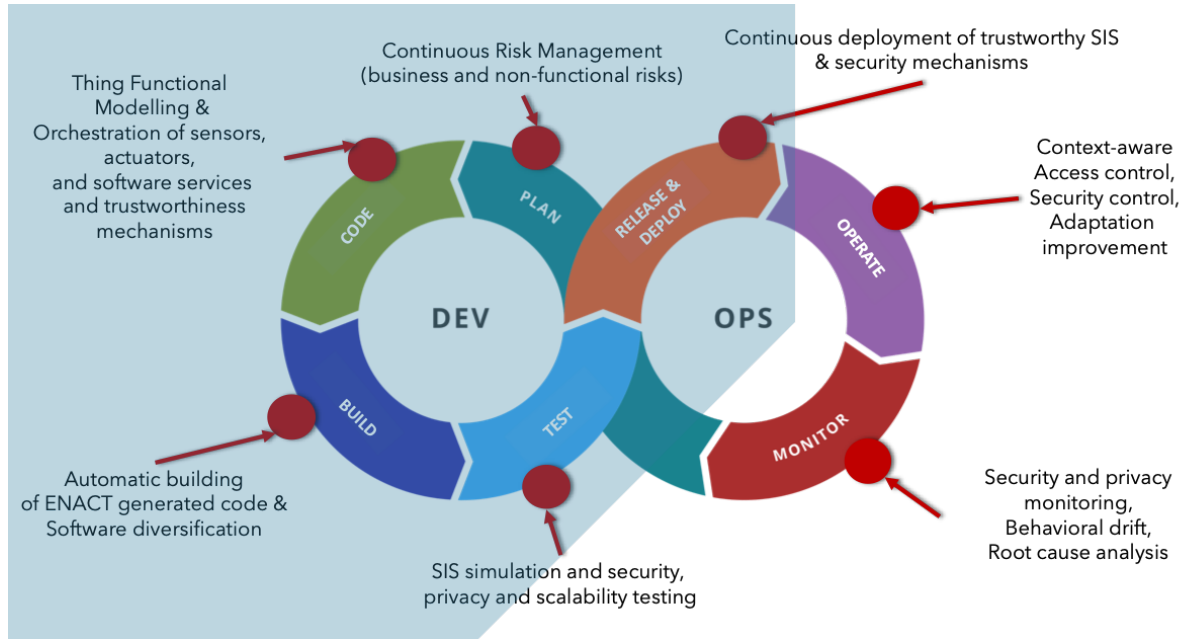 Continuous Risk Management
(business and non-functional risks)
Continuous deployment of trustworthy SIS
& security mechanisms
Thing Functional
Modelling &
Orchestration of sensors,
actuators,
and software services
and trustworthiness
mechanisms
Context-aware
Access control,
Security control,
Adaptation
improvement
CODE
PLAN
RELEASE &
DEPLOY
OPERATE
DEV
OPS
BUILD
TEST
MONITOR
Automatic building
of ENACT generated code &
Software diversification
SIS simulation and security,
privacy and scalability testing
Security and privacy
monitoring,
Behavioral drift,
Root cause analysis